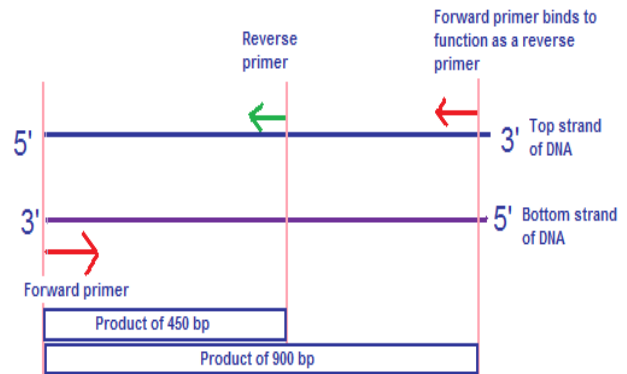 Reverse
primer
Forward primer binds to
function as a reverse
primer
5'
3'
Top strand
of DNA
3'
5'
Bottom strand
of DNA
Forward primer
Product of 450 bp
Product of 900 bp